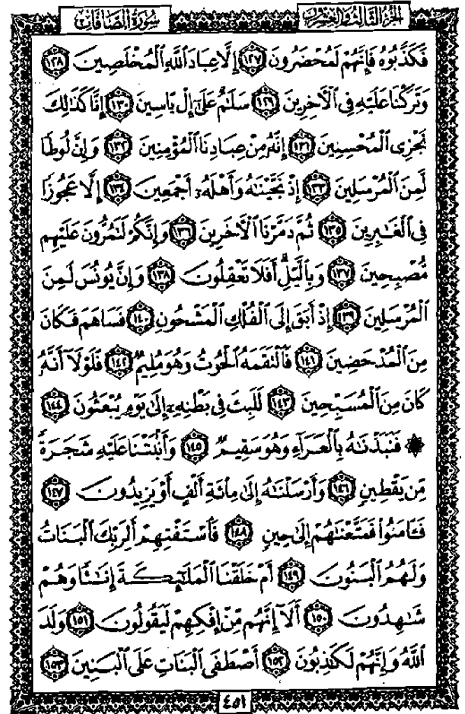 الجزء الثالث والعشرون
سورة الصافات
فَكَذَّبُوهُ فَإِنَّهُمْ لَمُحْضَرُونَ ١٢٧ إِلَّا عِبَادَ اللَّهِ الْمُخْلَصِينَ ١٢٨
وَتَرَكْنَا عَلَيْهِ فِي الْآخِرِينَ ١٢٩ سَلَامٌ عَلَىٰ إِلْ يَاسِينَ ١٣٠ إِنَّا كَذَٰلِكَ
نَجْزِي الْمُحْسِنِينَ ١٣١ إِنَّهُ مِنْ عِبَادِنَا الْمُؤْمِنِينَ ١٣٢ وَإِنَّ لُوطًا
لَمِنَ الْمُرْسَلِينَ ١٣٣ إِذْ نَجَّيْنَاهُ وَأَهْلَهُ أَجْمَعِينَ ١٣٤ إِلَّا عَجُوزًا
فِي الْغَابِرِينَ ١٣٥ ثُمَّ دَمَّرْنَا الْآخَرِينَ ١٣٦ وَإِنَّكُمْ لَتَمُرُّونَ عَلَيْهِم
مُصْبِحِينَ ١٣٧ وَبِاللَّيْلِ أَفَلَا تَعْقِلُونَ ١٣٨ وَإِنَّ يُونُسَ لَمِنَ
الْمُرْسَلِينَ ١٣٩ إِذْ أَبَقَ إِلَى الْفُلْكِ الْمَشْحُونِ ١٤٠ فَسَاهَمَ فَكَانَ
مِنَ الْمُدْحَضِينَ ١٤١ فَالْتَقَمَهُ الْحُوتُ وَهُوَ مُلِيمٌ ١٤٢ فَلَوْلَا أَنَّهُ
كَانَ مِنَ الْمُسَبِّحِينَ ١٤٣ لَلَبِثَ فِي بَطْنِهِ إِلَىٰ يَوْمِ يُبْعَثُونَ ١٤٤
۞ فَنَبَذْنَاهُ بِالْعَرَاءِ وَهُوَ سَقِيمٌ ١٤٥ وَأَنبَتْنَا عَلَيْهِ شَجَرَةً
مِّن يَقْطِينٍ ١٤٦ وَأَرْسَلْنَاهُ إِلَىٰ مِائَةِ أَلْفٍ أَوْ يَزِيدُونَ ١٤٧
فَآمَنُوا فَمَتَّعْنَاهُمْ إِلَىٰ حِينٍ ١٤٨ فَاسْتَفْتِهِمْ أَلِرَبِّكَ الْبَنَاتُ
وَلَهُمُ الْبَنُونَ ١٤٩ أَمْ خَلَقْنَا الْمَلَائِكَةَ إِنَاثًا وَهُمْ
شَاهِدُونَ ١٥٠ أَلَا إِنَّهُم مِّنْ إِفْكِهِمْ لَيَقُولُونَ ١٥١ وَلَدَ
اللَّهُ وَإِنَّهُمْ لَكَاذِبُونَ ١٥٢ أَصْطَفَى الْبَنَاتِ عَلَى الْبَنِينَ ١٥٣
٤٥١